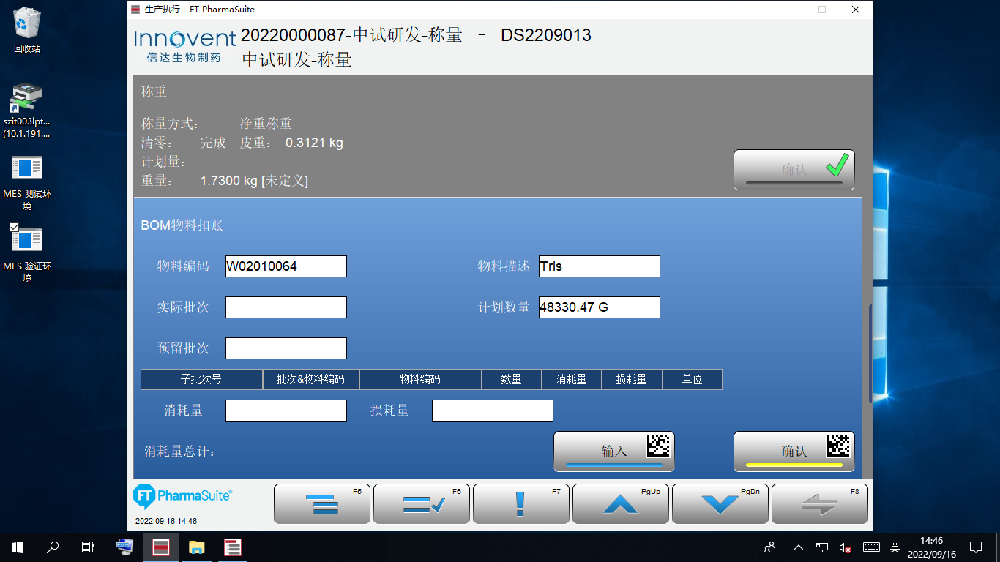 回收站
szit003lpt...
(10.1.191....
MES 测试环
境
MES 验证环
境
生产执行 - FT PharmaSuite
Innovent
信达生物制药
20220000087-中试研发-称量 － DS2209013
中试研发-称量
称重
称量方式： 净重称重
清零： 完成 皮重： 0.3121 kg
计划量：
重量： 1.7300 kg [未定义]
确认
BOM物料扣账
物料编码 W02010064 物料描述 Tris
实际批次 计划数量 48330.47 G
预留批次
子批次号 批次&物料编码 物料编码 数量 消耗量 损耗量 单位
消耗量 损耗量
消耗量总计： 输入 确认
FT PharmaSuite®
2022.09.16 14:46
F5 F6 F7 PgUp PgDn F8
英
14:46
2022/09/16